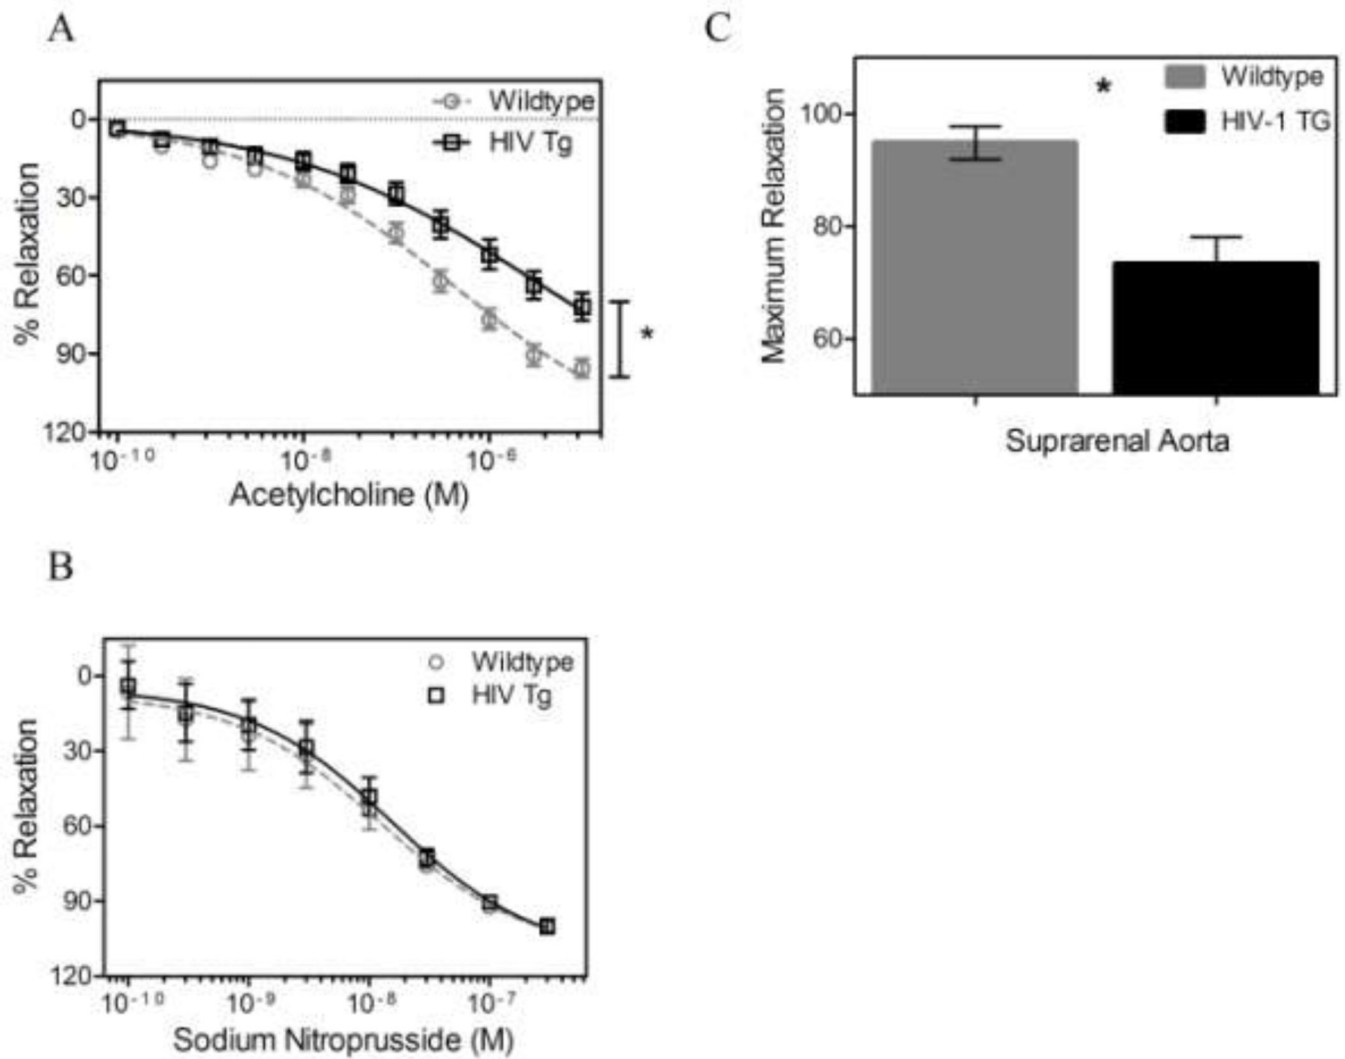 A
Wildtype
HIV Tg
0
30
60
90
120
% Relaxation
*
10⁻¹⁰ 10⁻⁸ 10⁻⁶
Acetylcholine (M)
C
Wildtype
HIV-1 TG
*
100
80
60
Maximum Relaxation
Suprarenal Aorta
B
Wildtype
HIV Tg
0
30
60
90
120
% Relaxation
10⁻¹⁰ 10⁻⁹ 10⁻⁸ 10⁻⁷
Sodium Nitroprusside (M)